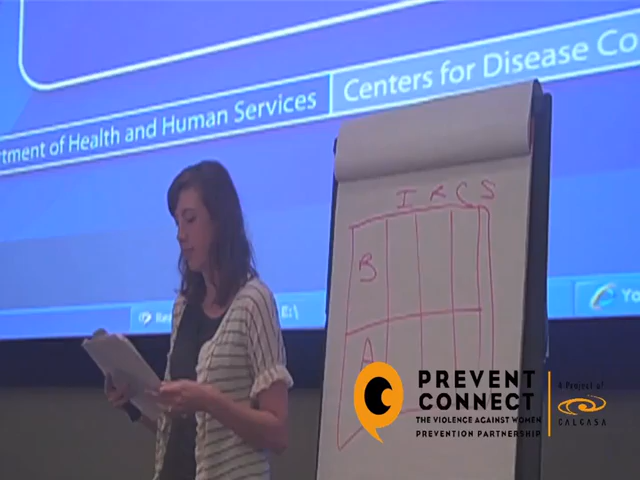 rtment of Health and Human Services
Centers for Disease Co
E:\
Yo
I R C S
B
A
PREVENT
CONNECT
THE VIOLENCE AGAINST WOMEN
PREVENTION PARTNERSHIP
A Project of
CALCASA